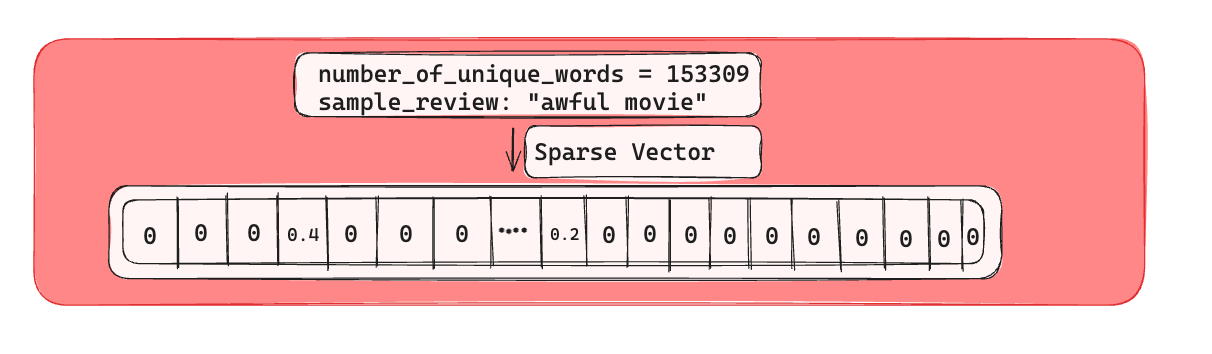 number_of_unique_words = 153309
sample_review: "awful movie"
Sparse Vector
0 0 0 0.4 0 0 0 .... 0.2 0 0 0 0 0 0 0 0 0 0